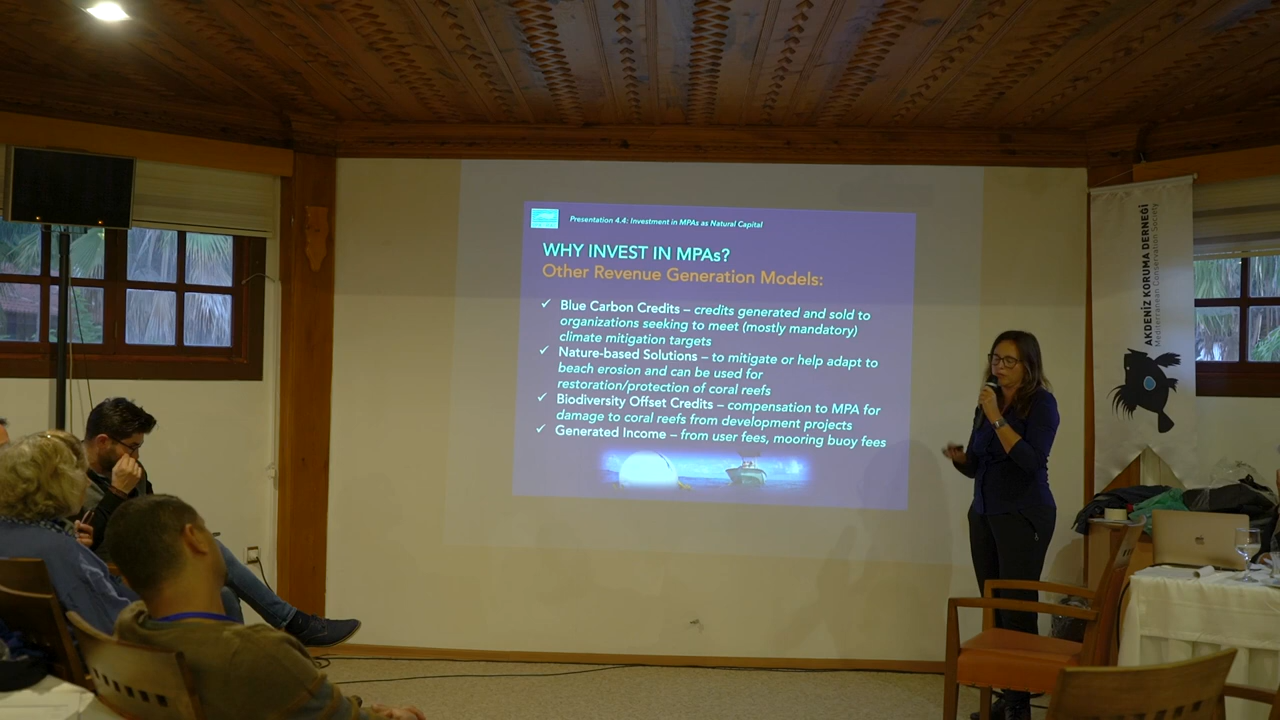 Presentation 4.4: Investment in MPAs as Natural Capital
WHY INVEST IN MPAs?
Other Revenue Generation Models:
✓ Blue Carbon Credits – credits generated and sold to
organizations seeking to meet (mostly mandatory)
climate mitigation targets
✓ Nature-based Solutions – to mitigate or help adapt to
beach erosion and can be used for
restoration/protection of coral reefs
✓ Biodiversity Offset Credits – compensation to MPA for
damage to coral reefs from development projects
✓ Generated Income – from user fees, mooring buoy fees
AKDENİZ KORUMA DERNEĞİ
Mediterranean Conservation Society